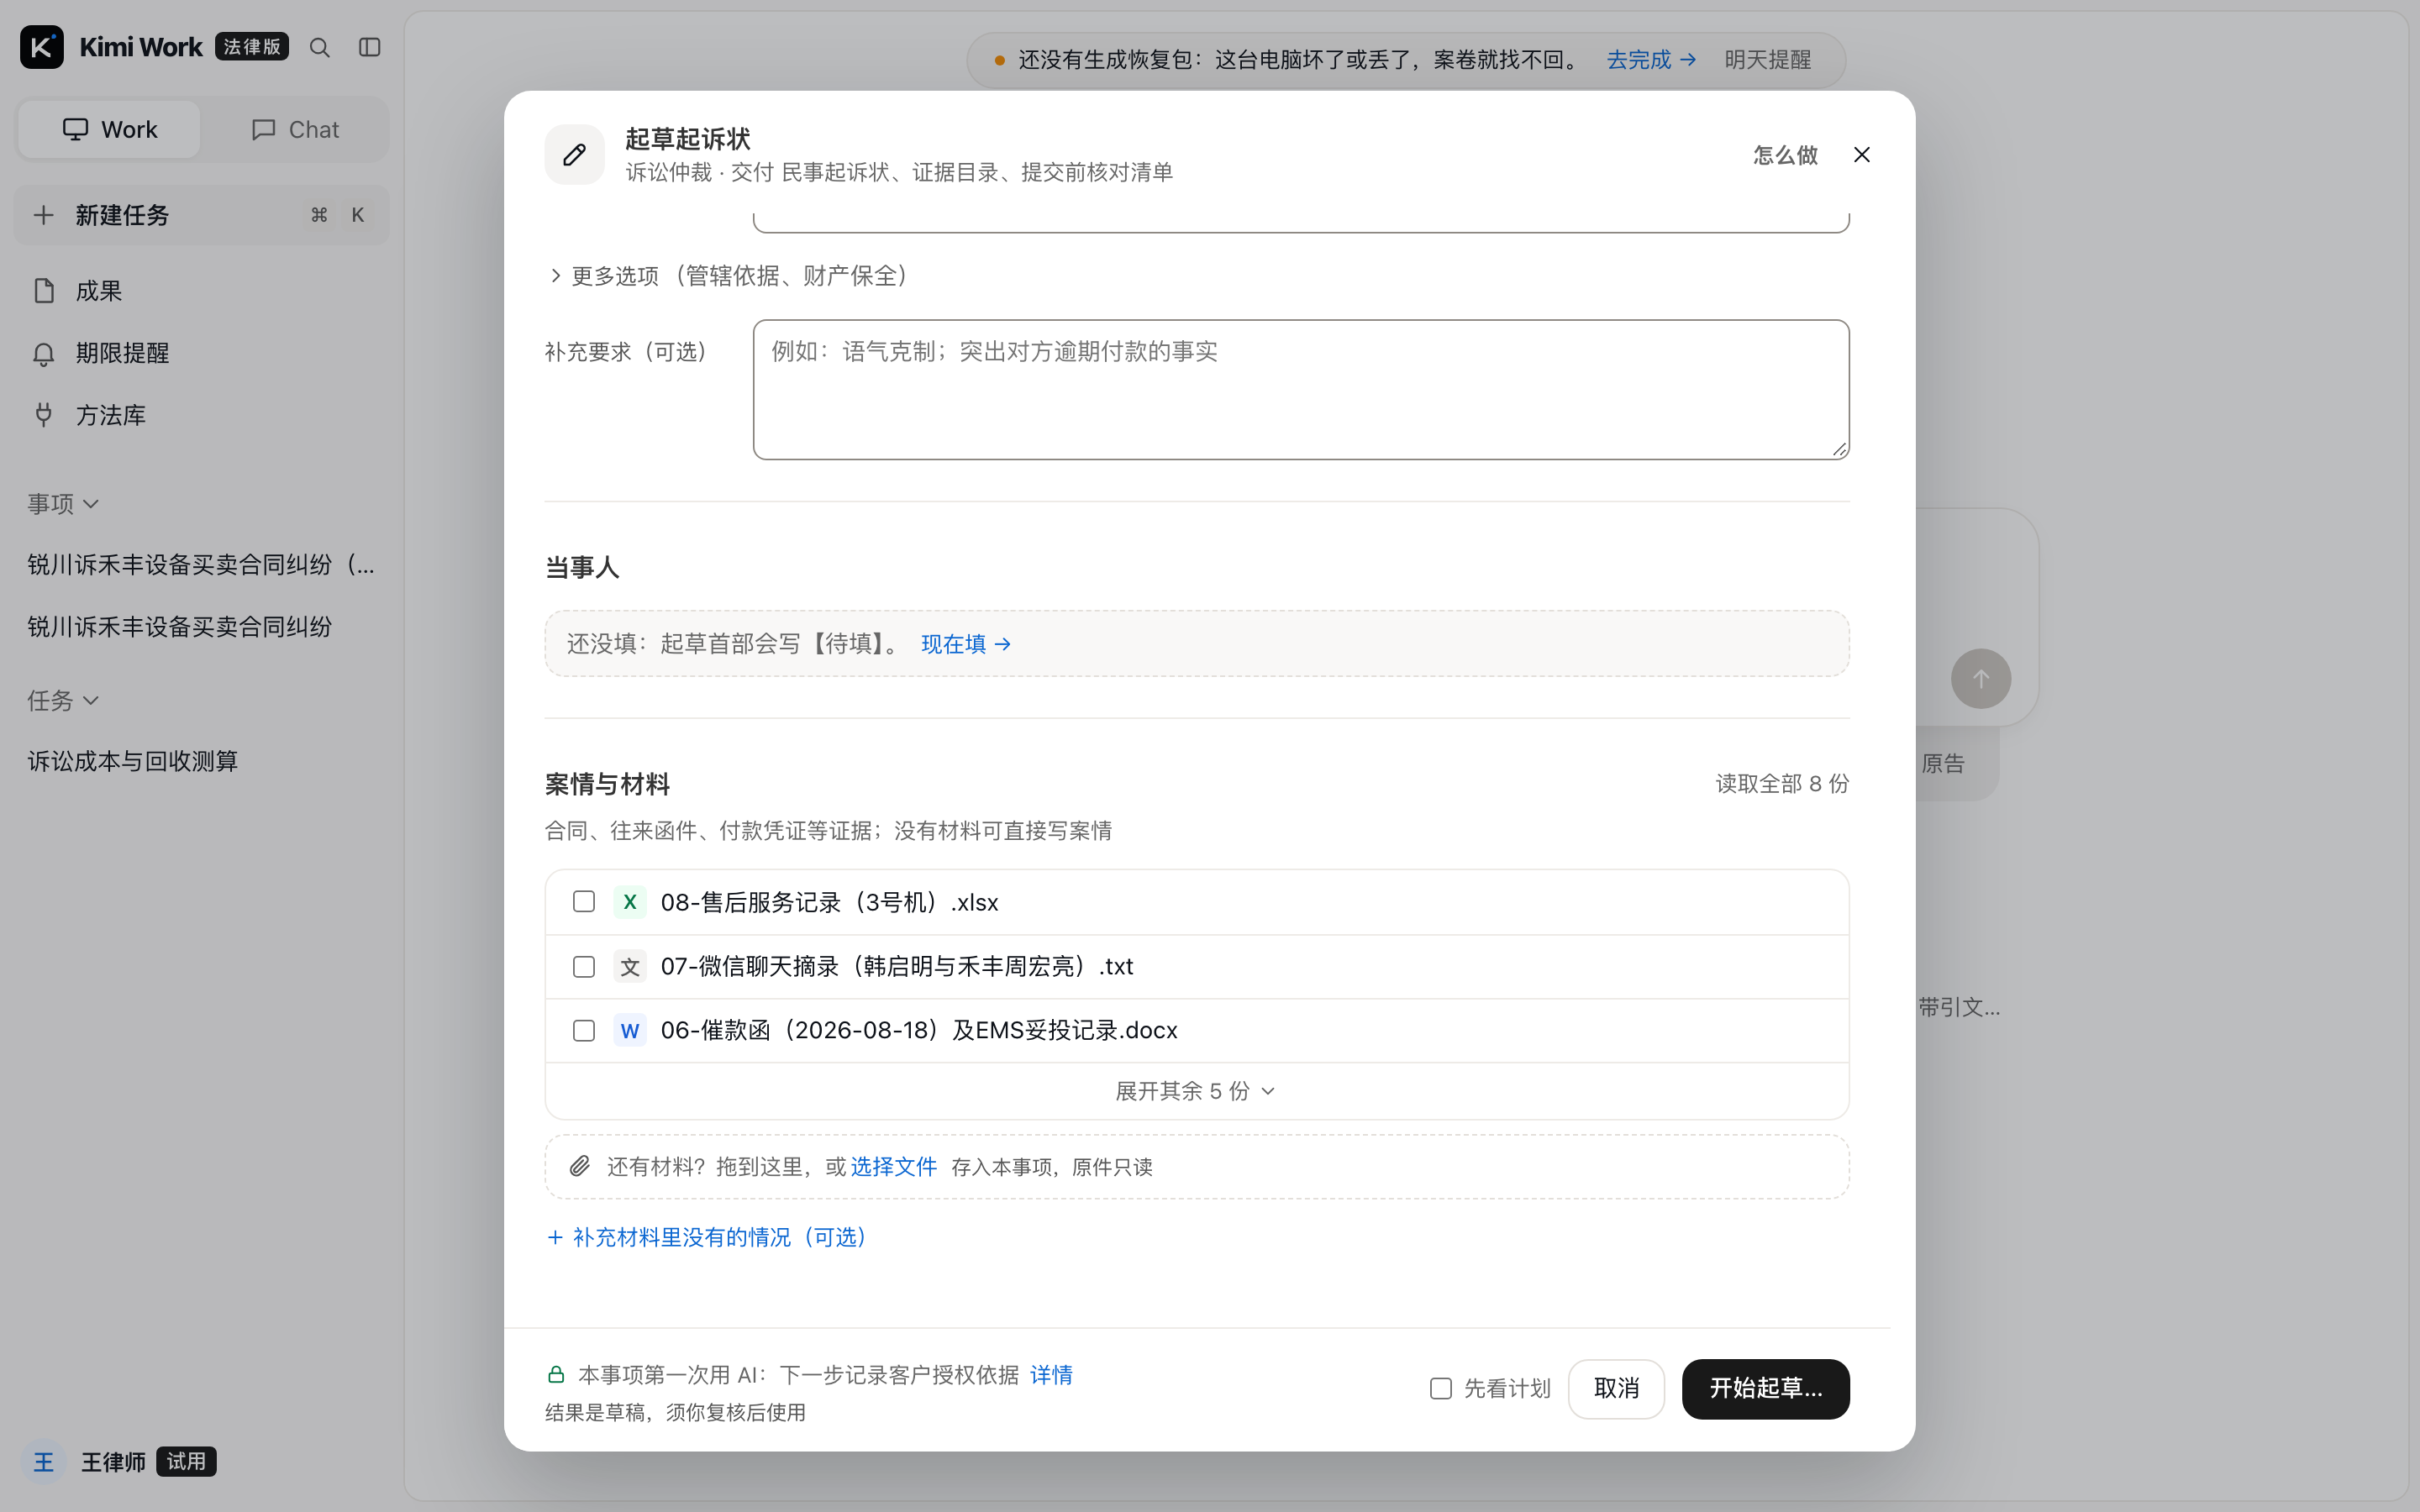 Kimi Work 法律版
Work
Chat
新建任务 ⌘ K
成果
期限提醒
方法库
事项
锐川诉禾丰设备买卖合同纠纷（...
锐川诉禾丰设备买卖合同纠纷
任务
诉讼成本与回收测算
王 王律师 试用
还没有生成恢复包：这台电脑坏了或丢了，案卷就找不回。 去完成 → 明天提醒
起草起诉状
诉讼仲裁 · 交付 民事起诉状、证据目录、提交前核对清单
怎么做
更多选项 （管辖依据、财产保全）
补充要求（可选）
例如：语气克制；突出对方逾期付款的事实
当事人
还没填：起草首部会写【待填】。 现在填 →
案情与材料
读取全部 8 份
合同、往来函件、付款凭证等证据；没有材料可直接写案情
X 08-售后服务记录（3号机）.xlsx
文 07-微信聊天摘录（韩启明与禾丰周宏亮）.txt
W 06-催款函（2026-08-18）及EMS妥投记录.docx
展开其余 5 份
还有材料？拖到这里，或选择文件 存入本事项，原件只读
+ 补充材料里没有的情况（可选）
本事项第一次用 AI：下一步记录客户授权依据 详情
结果是草稿，须你复核后使用
先看计划
取消
开始起草...
原告
带引文...